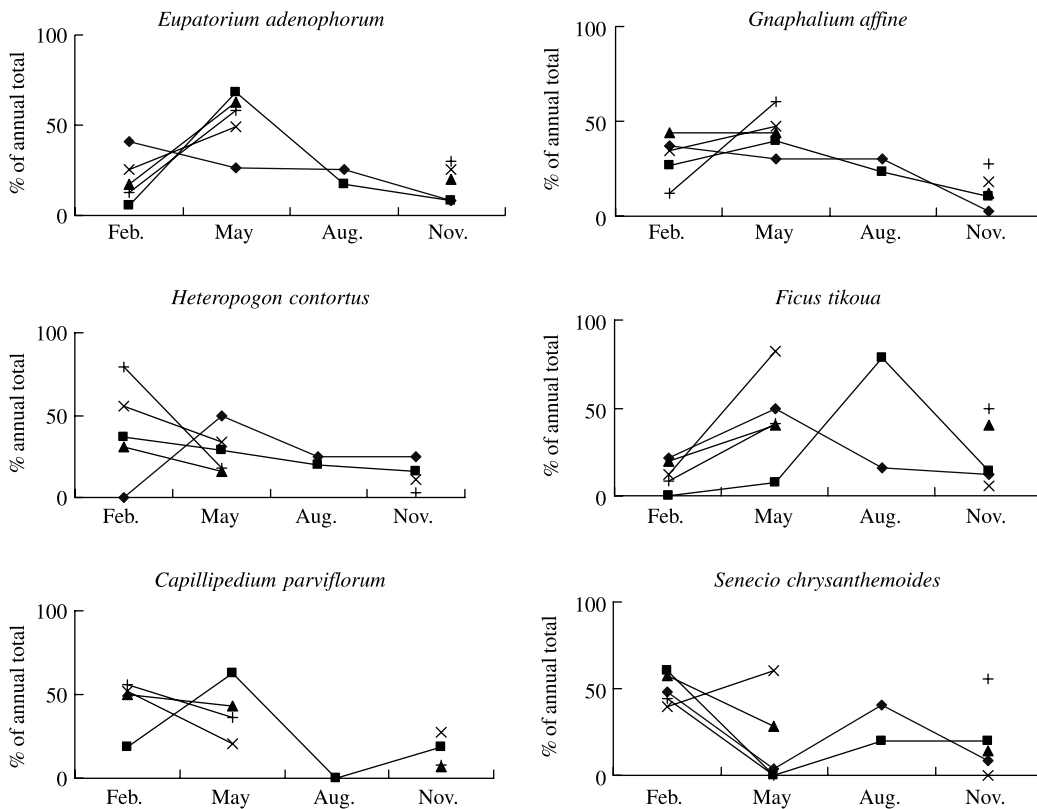 Eupatorium adenophorum
% of annual total
100
50
0
Feb. May Aug. Nov.
Gnaphalium affine
% of annual total
100
50
0
Feb. May Aug. Nov.
Heteropogon contortus
% annual total
100
50
0
Feb. May Aug. Nov.
Ficus tikoua
% of annual total
100
50
0
Feb. May Aug. Nov.
Capillipedium parviflorum
% of annual total
100
50
0
Feb. May Aug. Nov.
Senecio chrysanthemoides
% of annual total
100
50
0
Feb. May Aug. Nov.